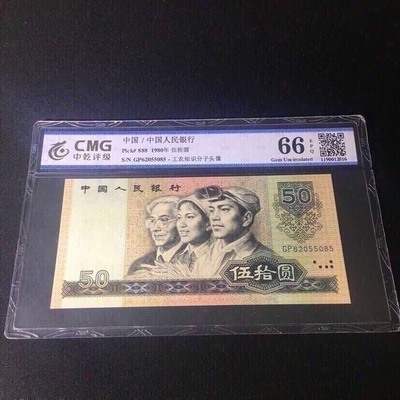 CMG
中乾评级
中国 / 中国人民银行
Pick# 888 1980年 伍拾圆
S/N GP62055085 - 工农知识分子头像
66
EPQ
Gem Uncirculated
1190012016
中国人民银行
50
GP62055085
50
伍拾圆